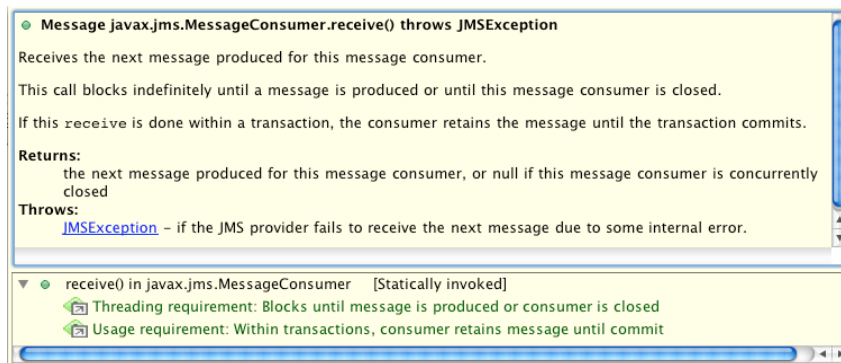 Message javax.jms.MessageConsumer.receive() throws JMSException
Receives the next message produced for this message consumer.
This call blocks indefinitely until a message is produced or until this message consumer is closed.
If this receive is done within a transaction, the consumer retains the message until the transaction commits.
Returns:
the next message produced for this message consumer, or null if this message consumer is concurrently
closed
Throws:
JMSException – if the JMS provider fails to receive the next message due to some internal error.
receive() in javax.jms.MessageConsumer [Statically invoked]
Threading requirement: Blocks until message is produced or consumer is closed
Usage requirement: Within transactions, consumer retains message until commit